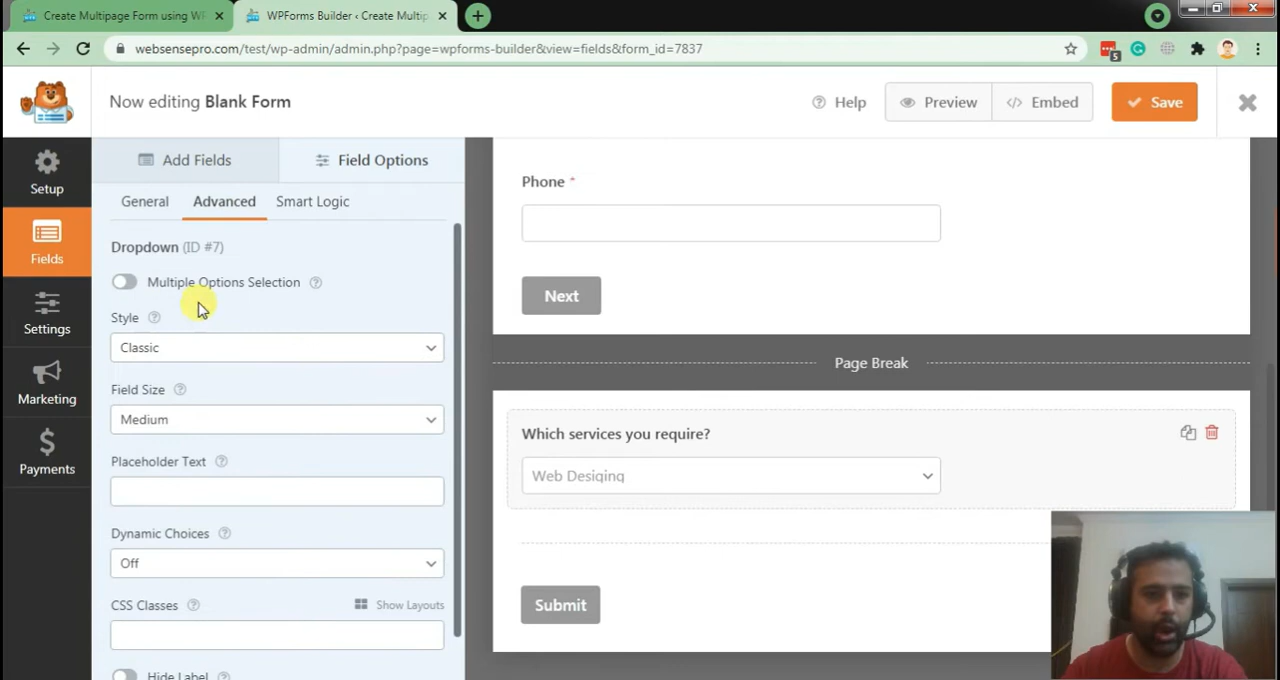 Create Multipage Form using WP
WPForms Builder ‹ Create Multip
websensepro.com/test/wp-admin/admin.php?page=wpforms-builder&view=fields&form_id=7837
5
Now editing Blank Form
Help
Preview
Embed
Save
Setup
Fields
Settings
Marketing
Payments
Add Fields
Field Options
General
Advanced
Smart Logic
Dropdown (ID #7)
Multiple Options Selection
Style
Classic
Field Size
Medium
Placeholder Text
Dynamic Choices
Off
CSS Classes
Show Layouts
Hide Label
Phone *
Next
Page Break
Which services you require?
Web Desiqinq
Submit